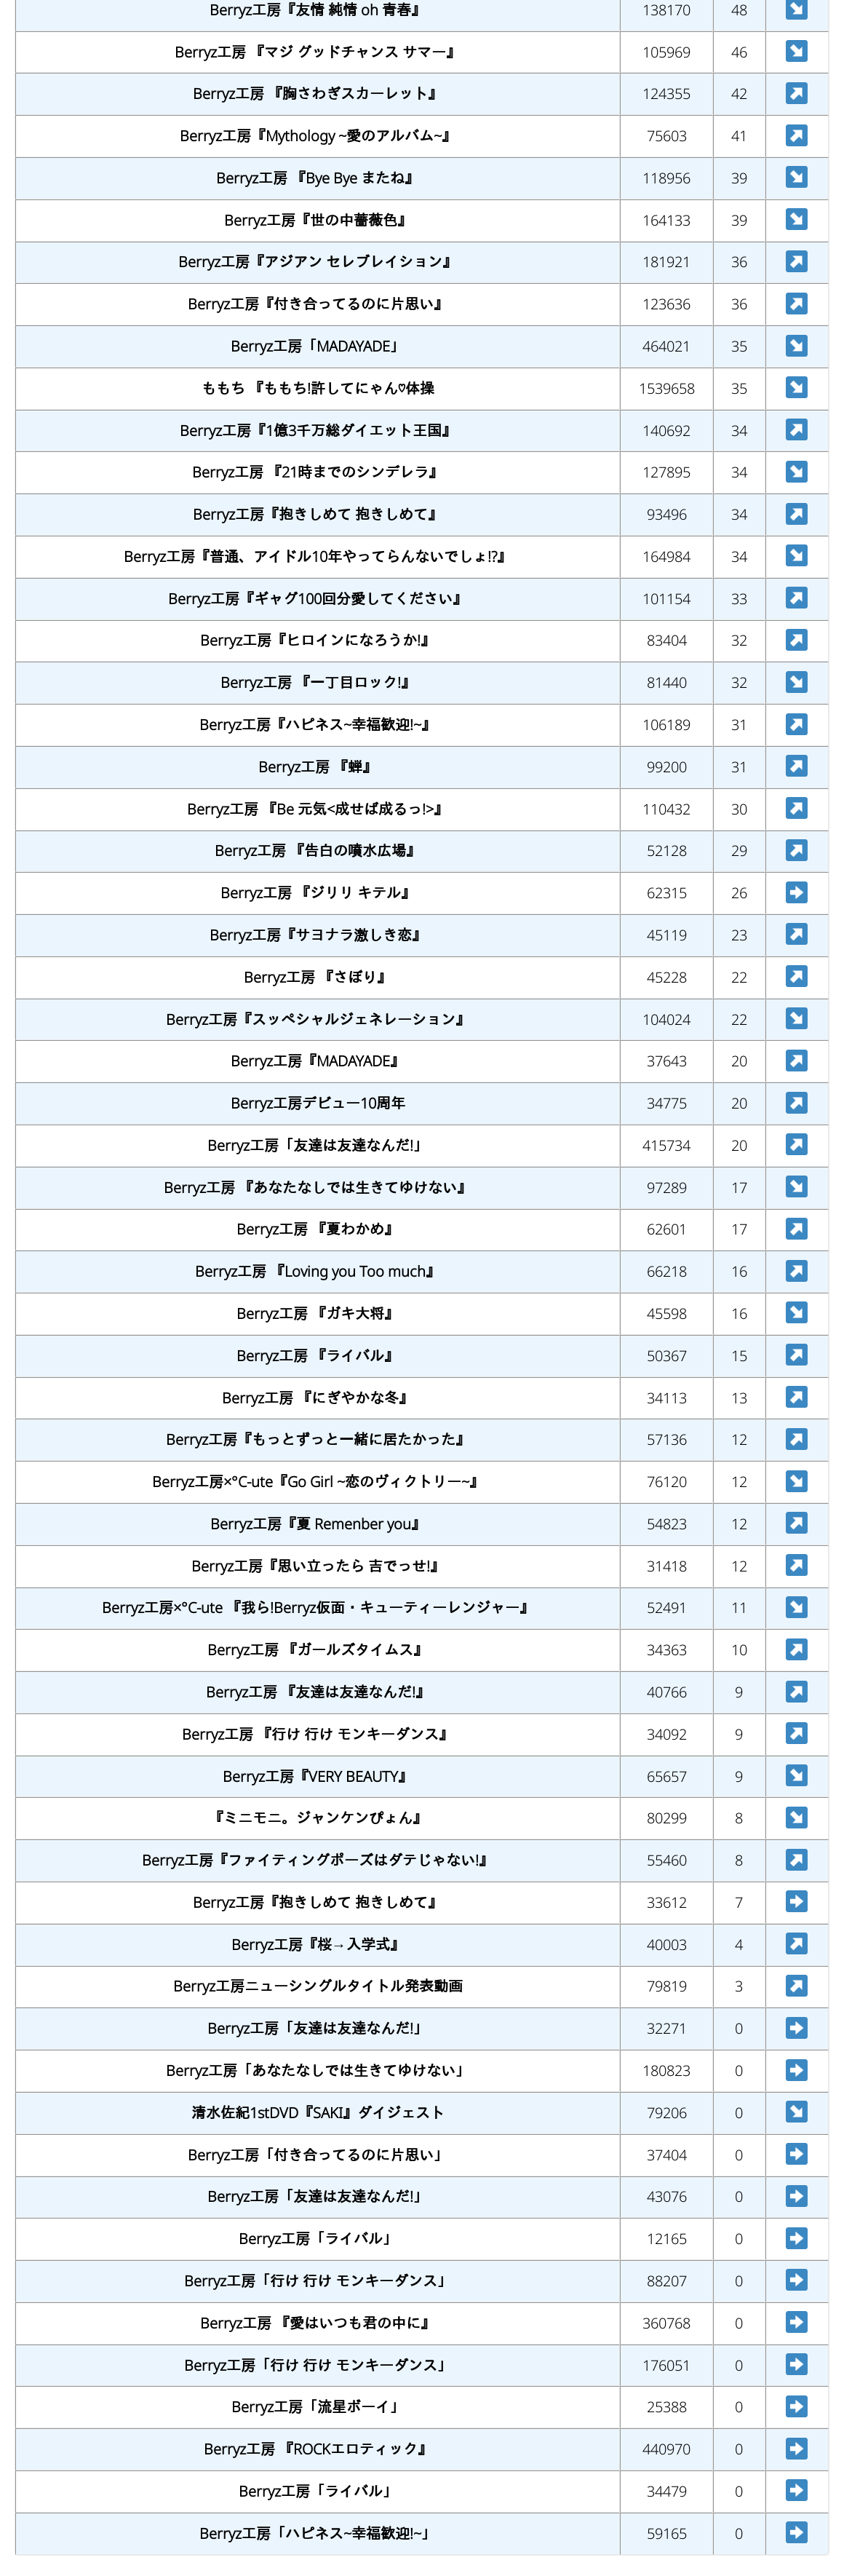 Berryz工房『友情 純情 oh 青春』 138170 48 ↘
Berryz工房 『マジ グッドチャンス サマー』 105969 46 ↘
Berryz工房 『胸さわぎスカーレット』 124355 42 ↗
Berryz工房『Mythology ~愛のアルバム~』 75603 41 ↗
Berryz工房 『Bye Bye またね』 118956 39 ↘
Berryz工房『世の中薔薇色』 164133 39 ↘
Berryz工房『アジアン セレブレイション』 181921 36 ↗
Berryz工房『付き合ってるのに片思い』 123636 36 ↗
Berryz工房「MADAYADE」 464021 35 ↘
ももち 『ももち!許してにゃん♡体操 1539658 35 ↘
Berryz工房『1億3千万総ダイエット王国』 140692 34 ↗
Berryz工房 『21時までのシンデレラ』 127895 34 ↘
Berryz工房『抱きしめて 抱きしめて』 93496 34 ↗
Berryz工房『普通、アイドル10年やってらんないでしょ!?』 164984 34 ↘
Berryz工房『ギャグ100回分愛してください』 101154 33 ↗
Berryz工房『ヒロインになろうか!』 83404 32 ↗
Berryz工房 『一丁目ロック!』 81440 32 ↘
Berryz工房『ハピネス~幸福歓迎!~』 106189 31 ↗
Berryz工房 『蝉』 99200 31 ↗
Berryz工房 『Be 元気<成せば成るっ!>』 110432 30 ↗
Berryz工房 『告白の噴水広場』 52128 29 ↗
Berryz工房 『ジリリ キテル』 62315 26 ➡
Berryz工房『サヨナラ激しき恋』 45119 23 ↗
Berryz工房 『さぼり』 45228 22 ↗
Berryz工房『スッペシャルジェネレーション』 104024 22 ↘
Berryz工房『MADAYADE』 37643 20 ↗
Berryz工房デビュー10周年 34775 20 ↗
Berryz工房「友達は友達なんだ!」 415734 20 ↗
Berryz工房 『あなたなしでは生きてゆけない』 97289 17 ↘
Berryz工房 『夏わかめ』 62601 17 ↗
Berryz工房 『Loving you Too much』 66218 16 ↗
Berryz工房 『ガキ大将』 45598 16 ↘
Berryz工房 『ライバル』 50367 15 ↗
Berryz工房 『にぎやかな冬』 34113 13 ↗
Berryz工房『もっとずっと一緒に居たかった』 57136 12 ↗
Berryz工房×°C-ute『Go Girl ~恋のヴィクトリー~』 76120 12 ↘
Berryz工房『夏 Remenber you』 54823 12 ↗
Berryz工房『思い立ったら 吉でっせ!』 31418 12 ↗
Berryz工房×°C-ute 『我ら!Berryz仮面・キューティーレンジャー』 52491 11 ↘
Berryz工房 『ガールズタイムス』 34363 10 ↗
Berryz工房 『友達は友達なんだ!』 40766 9 ↗
Berryz工房 『行け 行け モンキーダンス』 34092 9 ↗
Berryz工房『VERY BEAUTY』 65657 9 ↘
『ミニモニ。ジャンケンぴょん』 80299 8 ↘
Berryz工房『ファイティングポーズはダテじゃない!』 55460 8 ↗
Berryz工房『抱きしめて 抱きしめて』 33612 7 ➡
Berryz工房『桜→入学式』 40003 4 ↗
Berryz工房ニューシングルタイトル発表動画 79819 3 ↗
Berryz工房「友達は友達なんだ!」 32271 0 ➡
Berryz工房「あなたなしでは生きてゆけない」 180823 0 ➡
清水佐紀1stDVD『SAKI』ダイジェスト 79206 0 ↘
Berryz工房「付き合ってるのに片思い」 37404 0 ➡
Berryz工房「友達は友達なんだ!」 43076 0 ➡
Berryz工房「ライバル」 12165 0 ➡
Berryz工房「行け 行け モンキーダンス」 88207 0 ➡
Berryz工房 『愛はいつも君の中に』 360768 0 ➡
Berryz工房「行け 行け モンキーダンス」 176051 0 ➡
Berryz工房「流星ボーイ」 25388 0 ➡
Berryz工房 『ROCKエロティック』 440970 0 ➡
Berryz工房「ライバル」 34479 0 ➡
Berryz工房「ハピネス~幸福歓迎!~」 59165 0 ➡